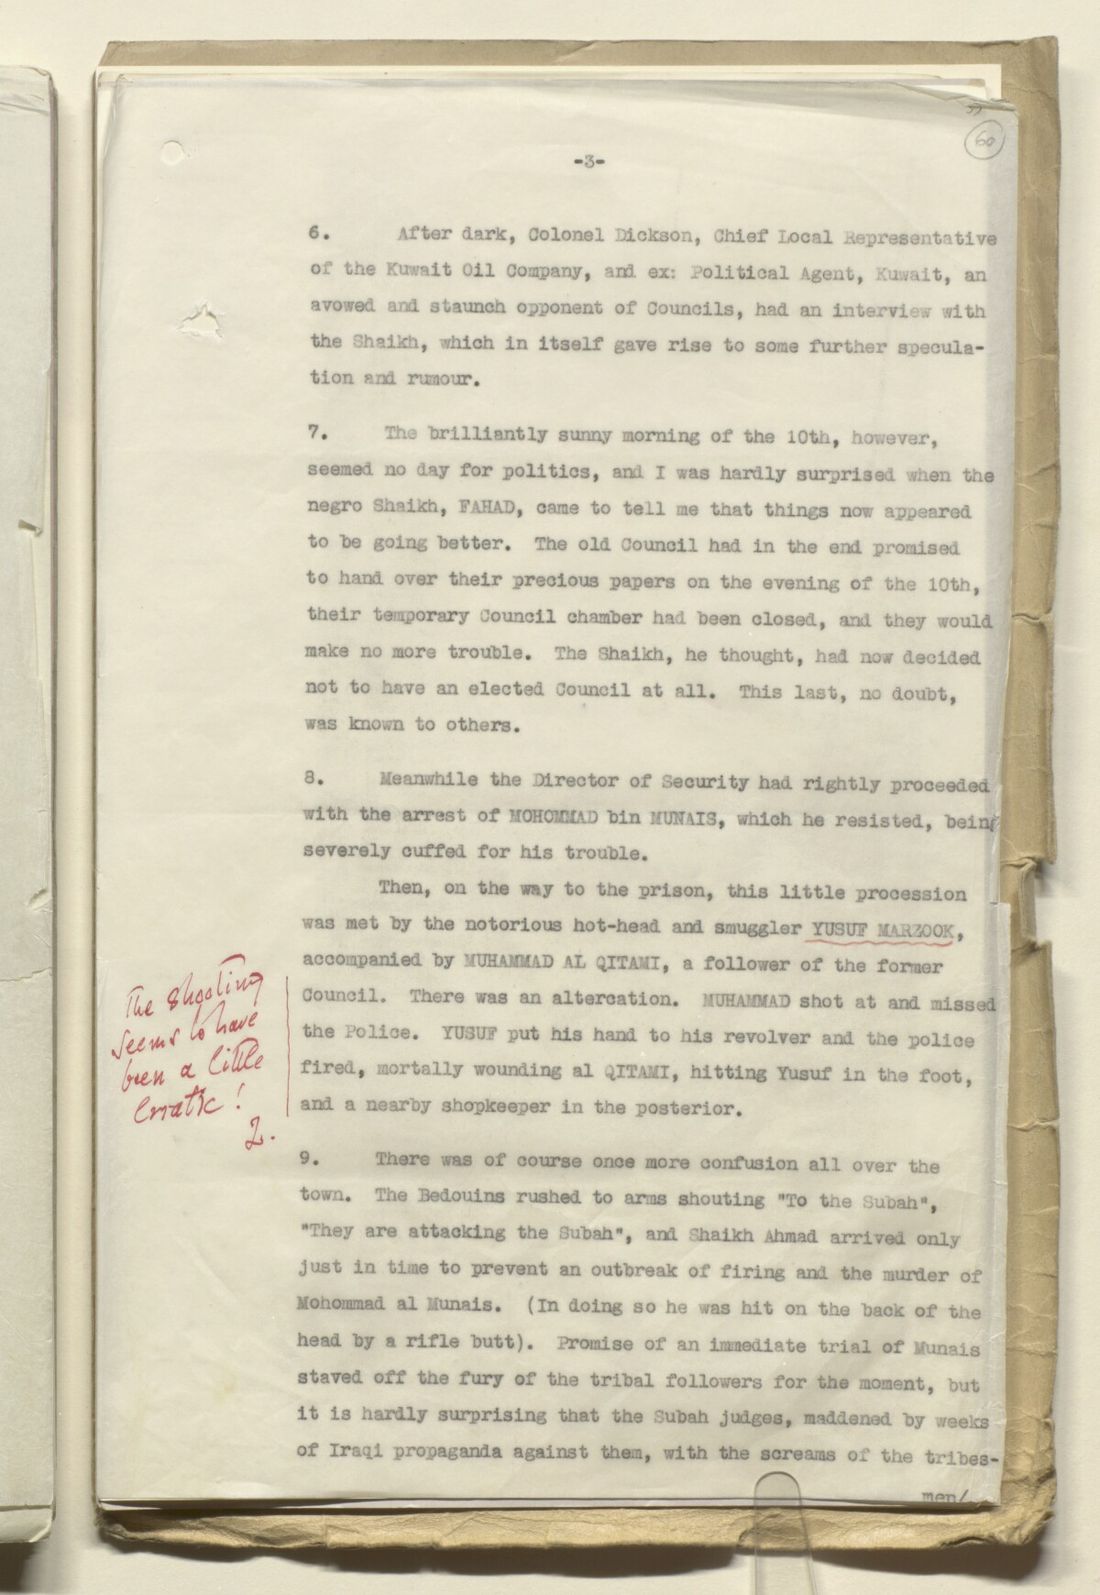 57
60
-3-
6. After dark, Colonel Dickson, Chief Local Representative
of the Kuwait Oil Company, and ex: Political Agent, Kuwait, an
avowed and staunch opponent of Councils, had an interview with
the Shaikh, which in itself gave rise to some further specula-
tion and rumour.
7. The brilliantly sunny morning of the 10th, however,
seemed no day for politics, and I was hardly surprised when the
negro Shaikh, FAHAD, came to tell me that things now appeared
to be going better. The old Council had in the end promised
to hand over their precious papers on the evening of the 10th,
their temporary Council chamber had been closed, and they would
make no more trouble. The Shaikh, he thought, had now decided
not to have an elected Council at all. This last, no doubt,
was known to others.
8. Meanwhile the Director of Security had rightly proceeded
with the arrest of MOHOMMAD bin MUNAIS, which he resisted, being
severely cuffed for his trouble.
Then, on the way to the prison, this little procession
was met by the notorious hot-head and smuggler YUSUF MARZOOK,
accompanied by MUHAMMAD AL QITAMI, a follower of the former
Council. There was an altercation. MUHAMMAD shot at and missed
the Police. YUSUF put his hand to his revolver and the police
fired, mortally wounding al QITAMI, hitting Yusuf in the foot,
and a nearby shopkeeper in the posterior.
The shooting
seems to have
been a little
erratic!
9. There was of course once more confusion all over the
town. The Bedouins rushed to arms shouting "To the Subah",
"They are attacking the Subah", and Shaikh Ahmad arrived only
just in time to prevent an outbreak of firing and the murder of
Mohommad al Munais. (In doing so he was hit on the back of the
head by a rifle butt). Promise of an immediate trial of Munais
staved off the fury of the tribal followers for the moment, but
it is hardly surprising that the Subah judges, maddened by weeks
of Iraqi propaganda against them, with the screams of the tribes-
men/